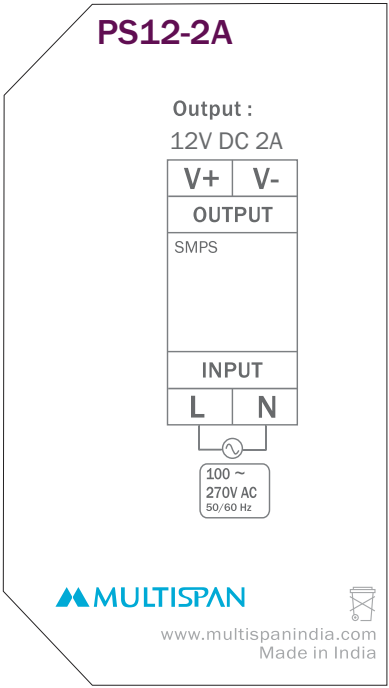 PS12-2A
Output :
12V DC 2A
V+ V-
OUTPUT
SMPS
INPUT
L N
100 ~
270V AC
50/60 Hz
MULTISPAN
www.multispanindia.com
Made in India